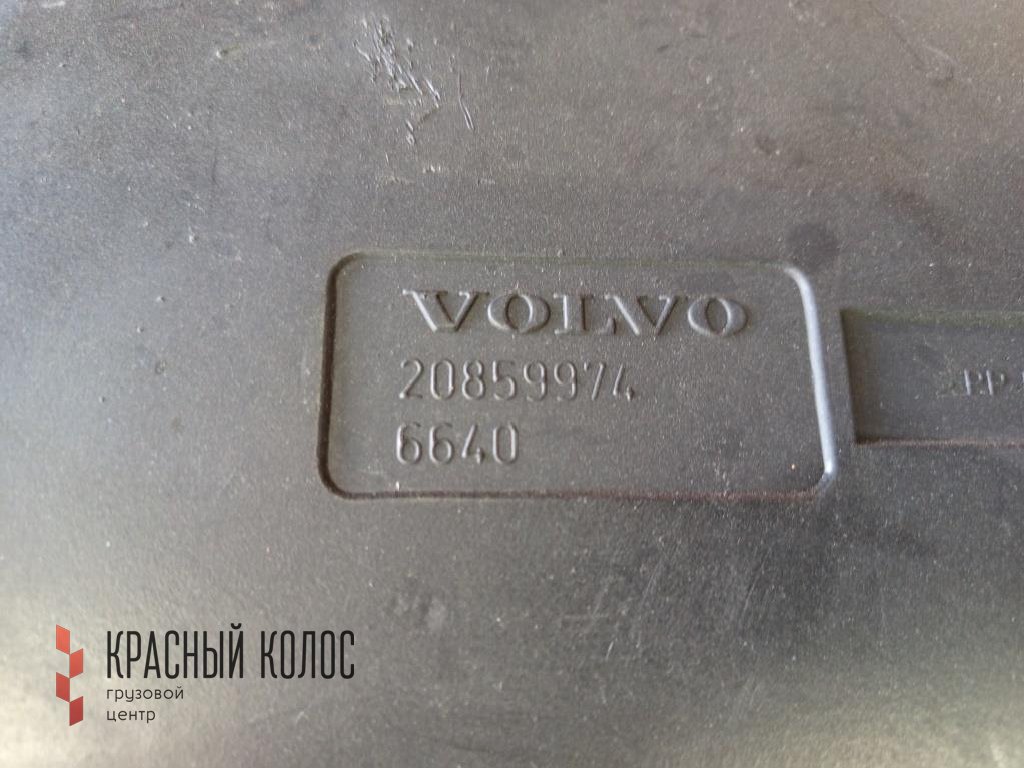 VOLVO
20859974
6640
КРАСНЫЙ КОЛОС
грузовой
центр